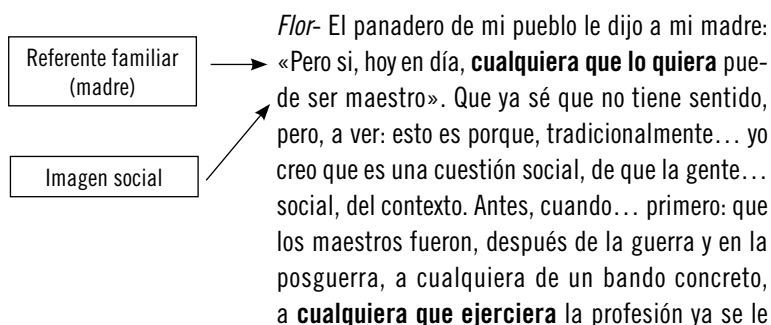 Referente familiar
(madre)
Imagen social
Flor- El panadero de mi pueblo le dijo a mi madre:
«Pero si, hoy en día, cualquiera que lo quiera pue-
de ser maestro». Que ya sé que no tiene sentido,
pero, a ver: esto es porque, tradicionalmente… yo
creo que es una cuestión social, de que la gente…
social, del contexto. Antes, cuando… primero: que
los maestros fueron, después de la guerra y en la
posguerra, a cualquiera de un bando concreto,
a cualquiera que ejerciera la profesión ya se le